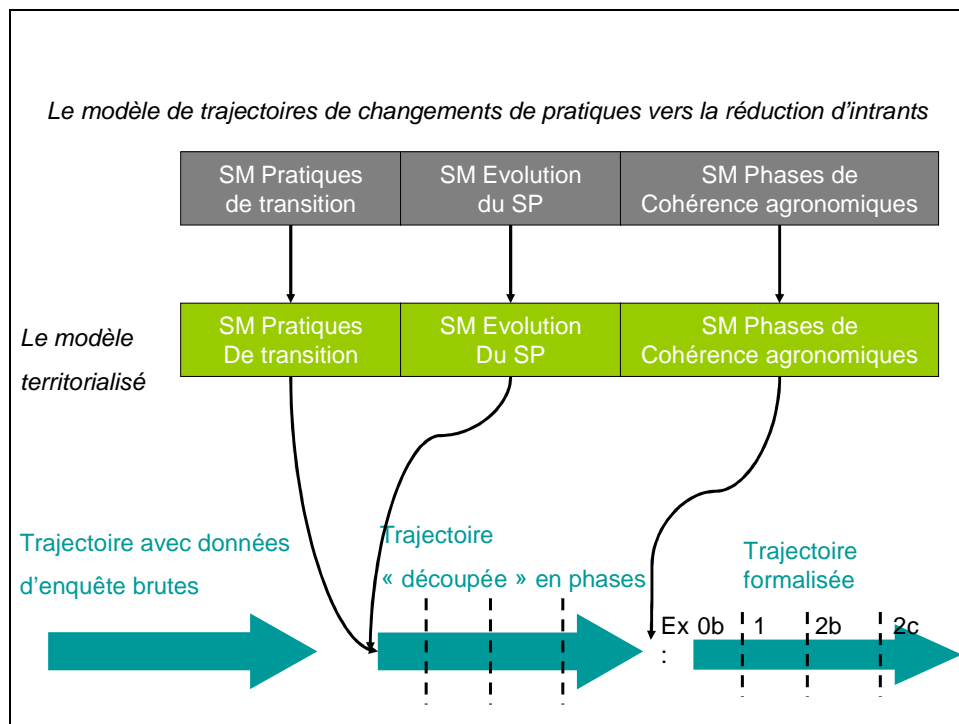 Le modèle de trajectoires de changements de pratiques vers la réduction d'intrants
SM Pratiques
de transition
SM Evolution
du SP
SM Phases de
Cohérence agronomiques
Le modèle
territorialisé
SM Pratiques
De transition
SM Evolution
Du SP
SM Phases de
Cohérence agronomiques
Trajectoire avec données
d'enquête brutes
Trajectoire
« découpée » en phases
Trajectoire
formalisée
Ex
:
0b
1
2b
2c